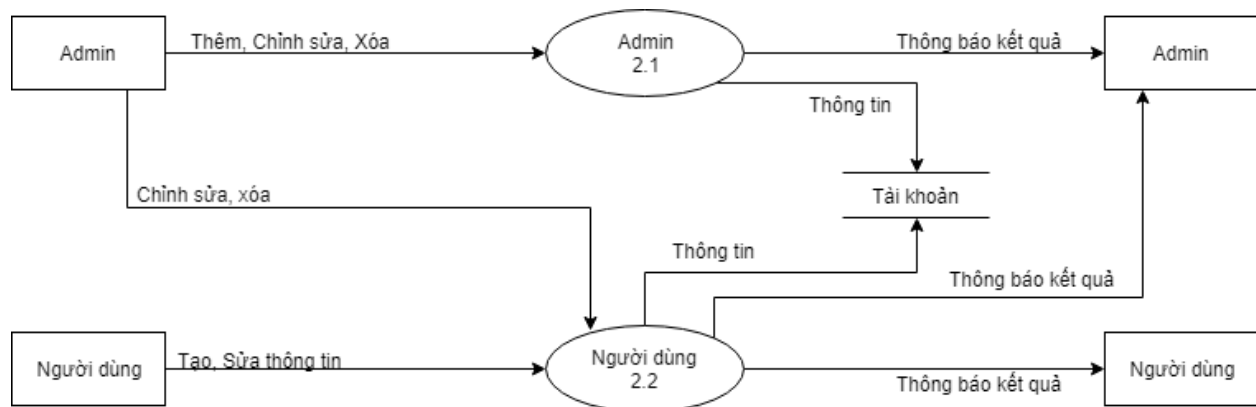 Admin
Thêm, Chỉnh sửa, Xóa
Admin
2.1
Thông báo kết quả
Admin
Thông tin
Chỉnh sửa, xóa
Tài khoản
Thông tin
Thông báo kết quả
Người dùng
Tạo, Sửa thông tin
Người dùng
2.2
Thông báo kết quả
Người dùng